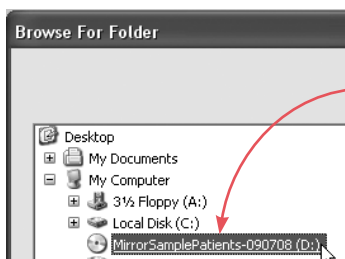 Browse For Folder
Desktop
My Documents
My Computer
3½ Floppy (A:)
Local Disk (C:)
MirrorSamplePatients-090708 (D:)